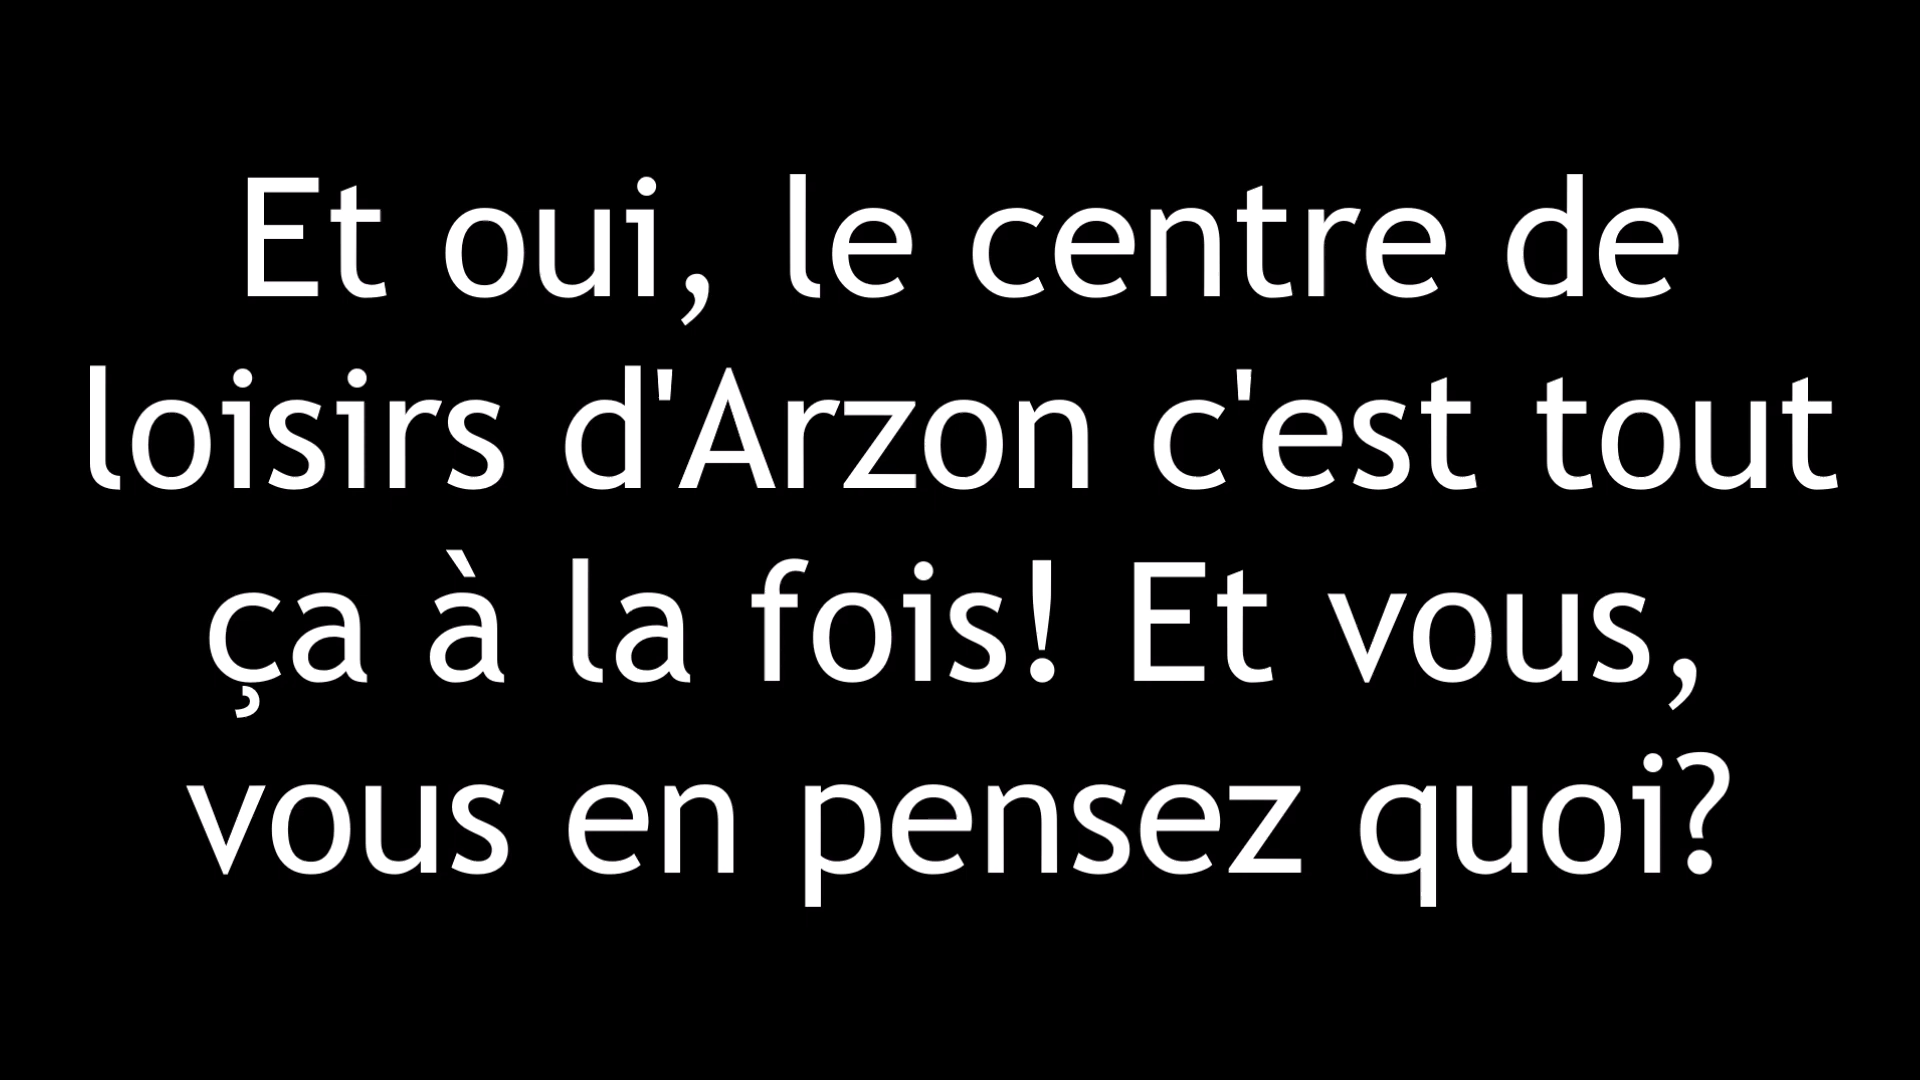 Et oui, le centre de
loisirs d'Arzon c'est tout
ça à la fois! Et vous,
vous en pensez quoi?